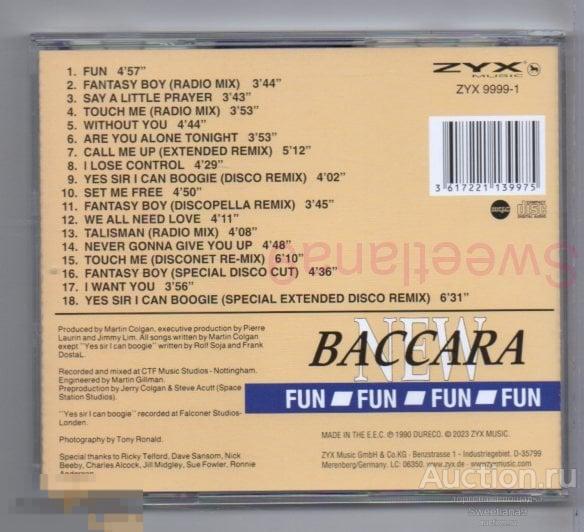 1. FUN 4'57"
2. FANTASY BOY (RADIO MIX) 3'44"
3. SAY A LITTLE PRAYER 3'43"
4. TOUCH ME (RADIO MIX) 3'53"
5. WITHOUT YOU 4'44"
6. ARE YOU ALONE TONIGHT 3'53"
7. CALL ME UP (EXTENDED REMIX) 5'12"
8. I LOSE CONTROL 4'29"
9. YES SIR I CAN BOOGIE (DISCO REMIX) 4'02"
10. SET ME FREE 4'50"
11. FANTASY BOY (DISCOPELLA REMIX) 3'45"
12. WE ALL NEED LOVE 4'11"
13. TALISMAN (RADIO MIX) 4'08"
14. NEVER GONNA GIVE YOU UP 4'48"
15. TOUCH ME (DISCONET RE-MIX) 6'10"
16. FANTASY BOY (SPECIAL DISCO CUT) 4'36"
17. I WANT YOU 3'56"
18. YES SIR I CAN BOOGIE (SPECIAL EXTENDED DISCO REMIX) 6'31"
ZYX
MUSIC
ZYX 9999-1
3 617221 139975
COMPACT
DISC
DIGITAL AUDIO
Sweetlana9
Produced by Martin Colgan, executive production by Pierre
Laurin and Jimmy Lim. All songs written by Martin Colgan
exept ¨Yes sir I can boogie¨ written by Rolf Soja and Frank
DostaL.
Recorded and mixed at CTF Music Studios - Nottingham.
Engineered by Martin Gillman.
Preproduction by Jerry Colgan & Steve Acutt (Space
Station Studios).
¨Yes sir I can boogie¨ recorded at Falconer Studios-
Londen.
Photography by Tony Ronald.
Special thanks to Ricky Telford, Dave Sansom, Nick
Beeby, Charles Alcock, Jill Midgley, Sue Fowler, Ronnie
Anderson
NEW
BACCARA
FUN FUN FUN FUN
MADE IN THE E.E.C. ℗ 1990 DURECO. © 2023 ZYX MUSIC.
ZYX Music GmbH & Co.KG · Benzstrasse 1 · Industriegebiet. D-35799
Merenberg/Germany. LC 06350. www.zyx.de - www.zyxmusic
Auction.ru
Sweetlana9